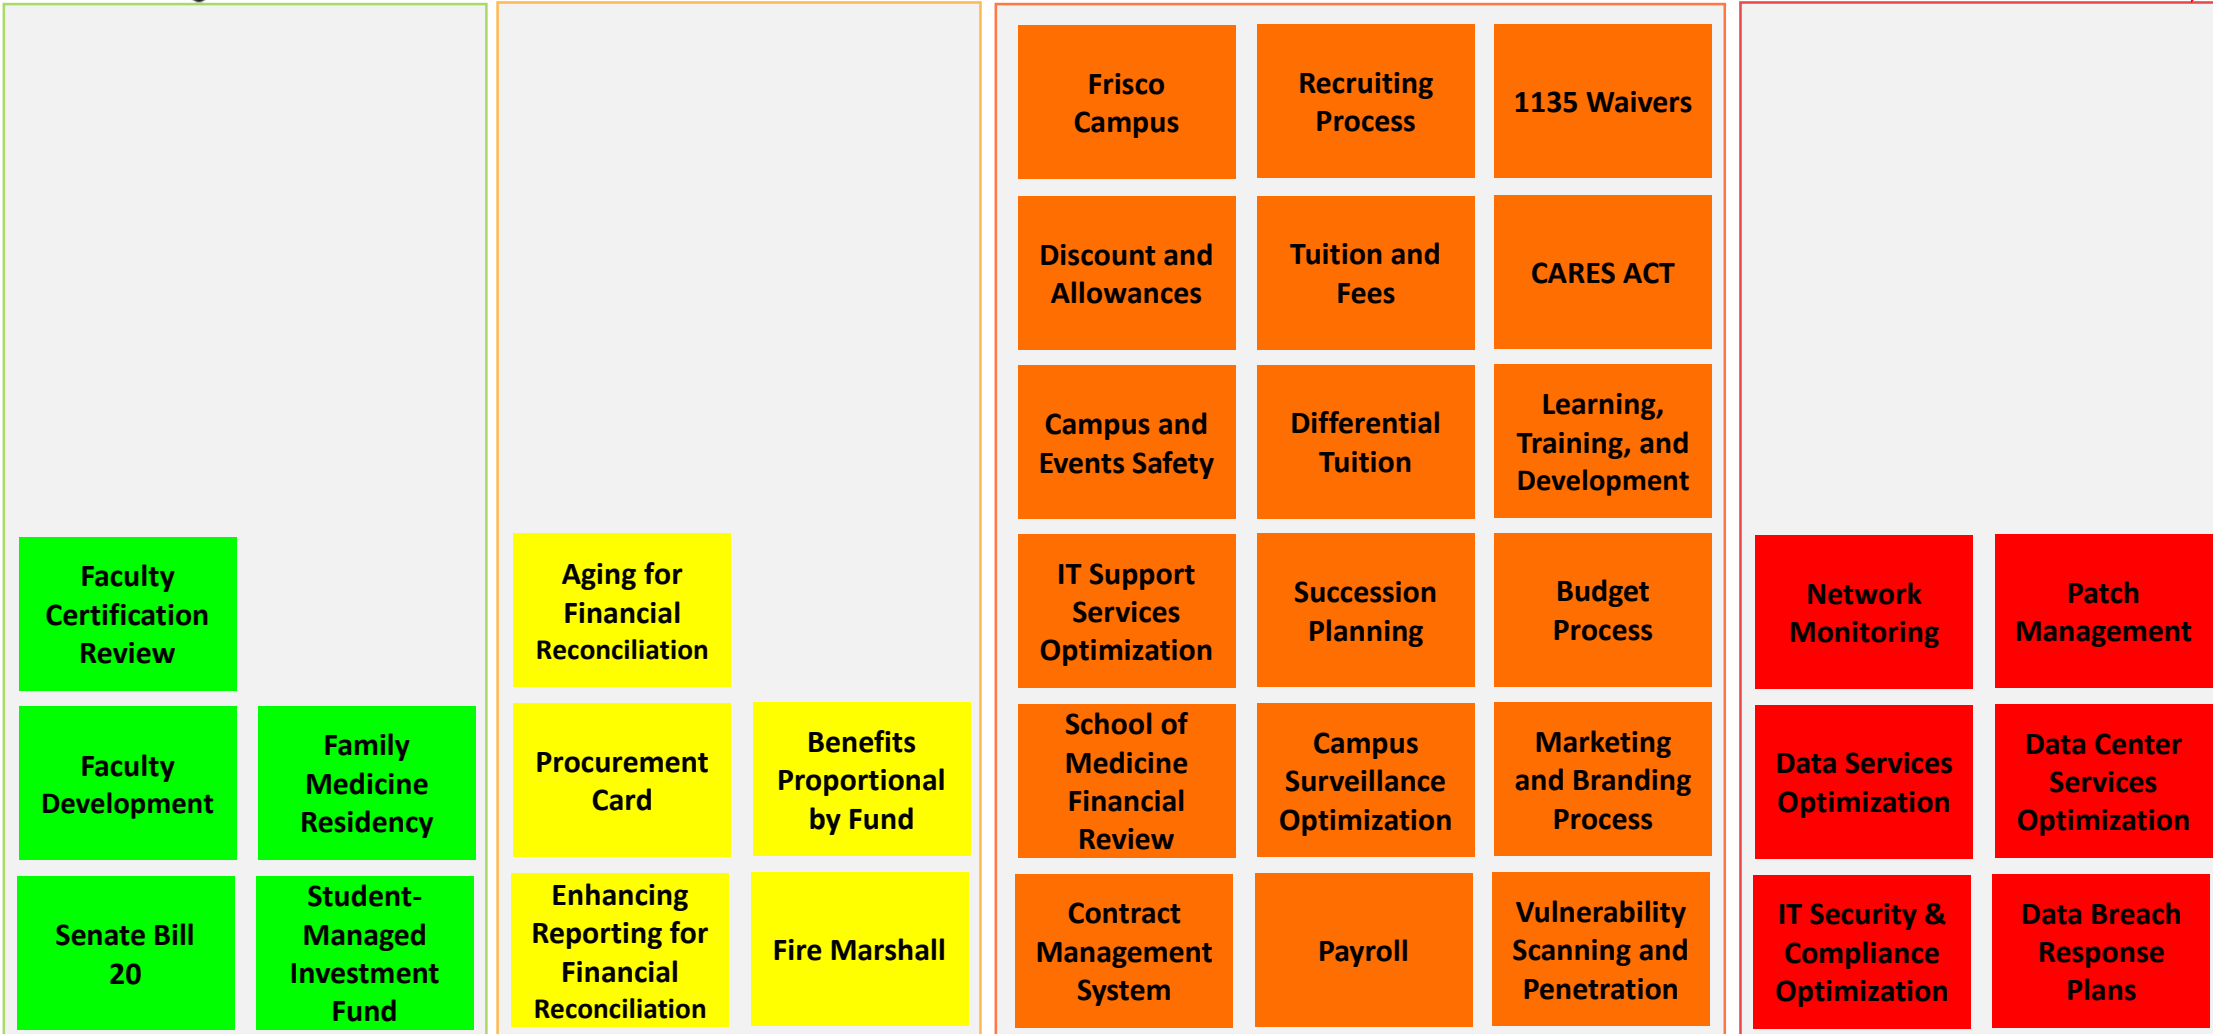 Faculty
Certification
Review
Faculty
Development
Family
Medicine
Residency
Senate Bill
20
Student-
Managed
Investment
Fund
Aging for
Financial
Reconciliation
Procurement
Card
Benefits
Proportional
by Fund
Enhancing
Reporting for
Financial
Reconciliation
Fire Marshall
Frisco
Campus
Recruiting
Process
1135 Waivers
Discount and
Allowances
Tuition and
Fees
CARES ACT
Campus and
Events Safety
Differential
Tuition
Learning,
Training, and
Development
IT Support
Services
Optimization
Succession
Planning
Budget
Process
School of
Medicine
Financial
Review
Campus
Surveillance
Optimization
Marketing
and Branding
Process
Contract
Management
System
Payroll
Vulnerability
Scanning and
Penetration
Network
Monitoring
Patch
Management
Data Services
Optimization
Data Center
Services
Optimization
IT Security &
Compliance
Optimization
Data Breach
Response
Plans